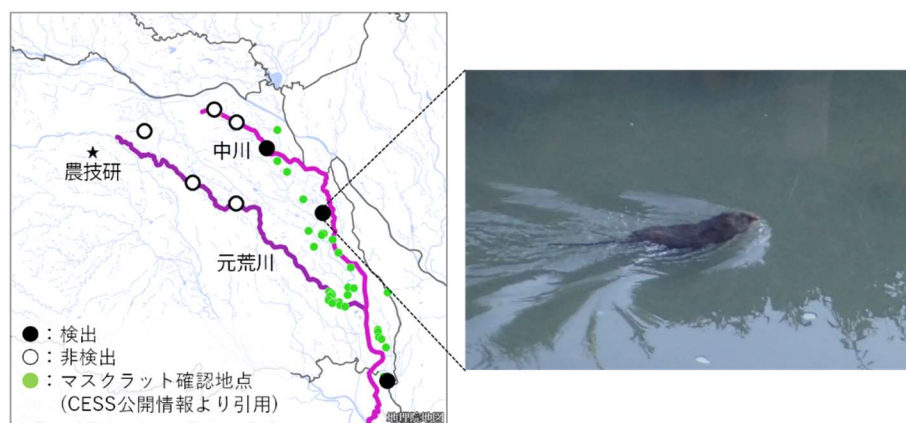 中川
★
農技研
元荒川
●：検出
○：非検出
●：マスクラット確認地点
(CESS公開情報より引用)
地理院地図